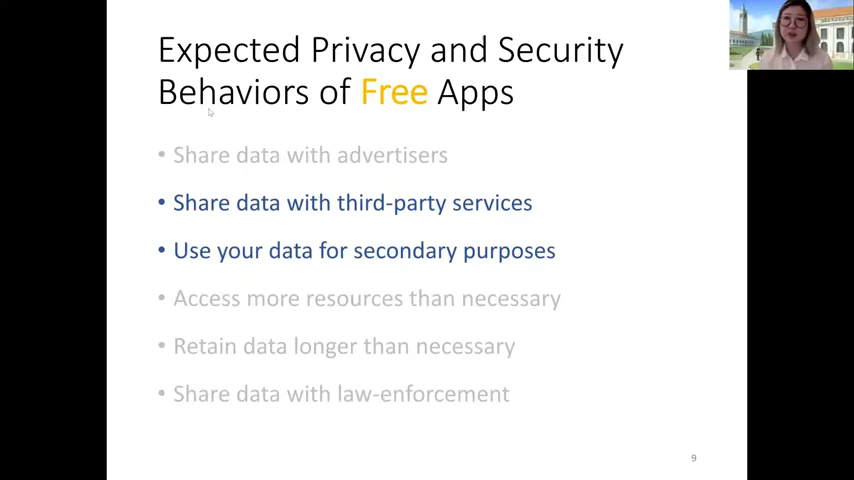 Expected Privacy and Security
Behaviors of Free Apps
• Share data with advertisers
• Share data with third-party services
• Use your data for secondary purposes
• Access more resources than necessary
• Retain data longer than necessary
• Share data with law-enforcement
9